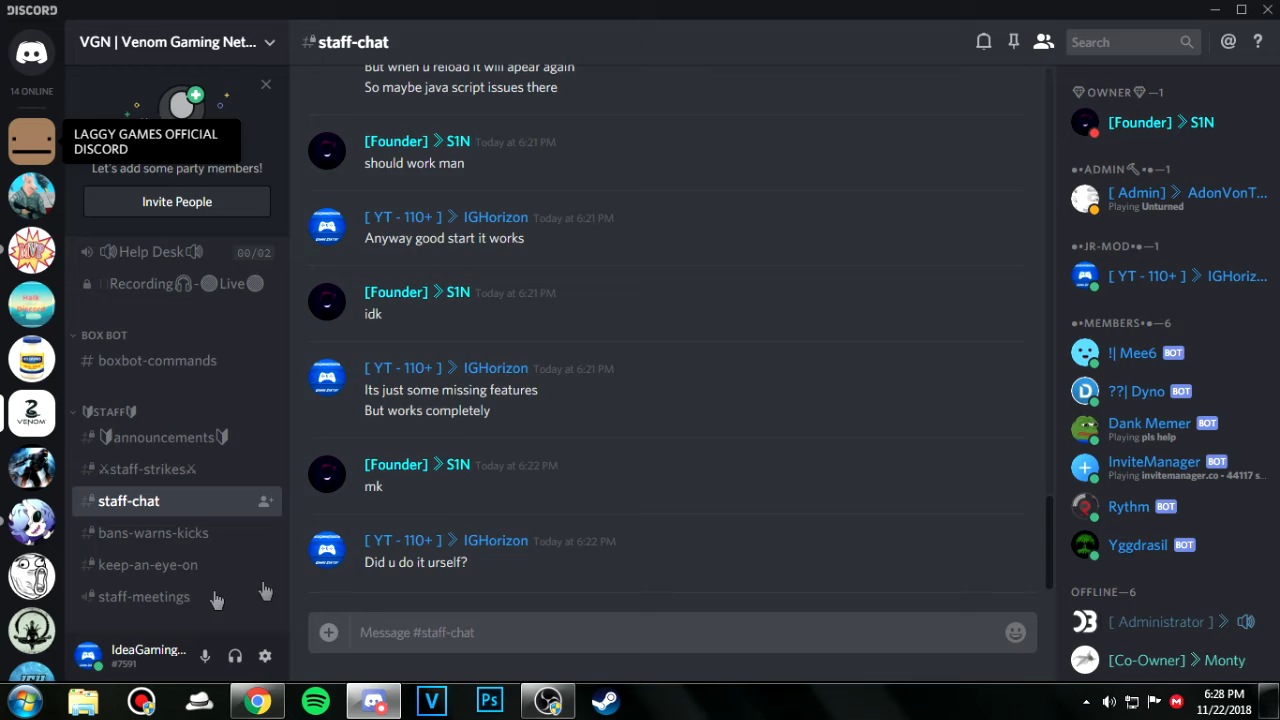 DISCORD
14 ONLINE
LAGGY GAMES OFFICIAL
DISCORD
VENOM
VGN | Venom Gaming Net...
Let's add some party members!
Invite People
Help Desk
00/02
Recording - Live
BOX BOT
# boxbot-commands
STAFF
announcements
staff-strikes
staff-chat
bans-warns-kicks
keep-an-eye-on
staff-meetings
IdeaGaming...
#7591
staff-chat
Search
But when u reload it will apear again
So maybe java script issues there
[Founder] S1N Today at 6:21 PM
should work man
[ YT - 110+ ] IGHorizon Today at 6:21 PM
Anyway good start it works
[Founder] S1N Today at 6:21 PM
idk
[ YT - 110+ ] IGHorizon Today at 6:21 PM
Its just some missing features
But works completely
[Founder] S1N Today at 6:22 PM
mk
[ YT - 110+ ] IGHorizon Today at 6:22 PM
Did u do it urself?
Message #staff-chat
OWNER—1
[Founder] S1N
ADMIN—1
[ Admin] AdonVonT...
Playing Unturned
JR-MOD—1
[ YT - 110+ ] IGHoriz...
MEMBERS—6
!| Mee6 BOT
??| Dyno BOT
Dank Memer BOT
Playing pls help
InviteManager BOT
Playing invitemanager.co - 44117 s...
Rythm BOT
Yggdrasil BOT
OFFLINE—6
[ Administrator ]
[Co-Owner] Monty
V
Ps
6:28 PM
11/22/2018